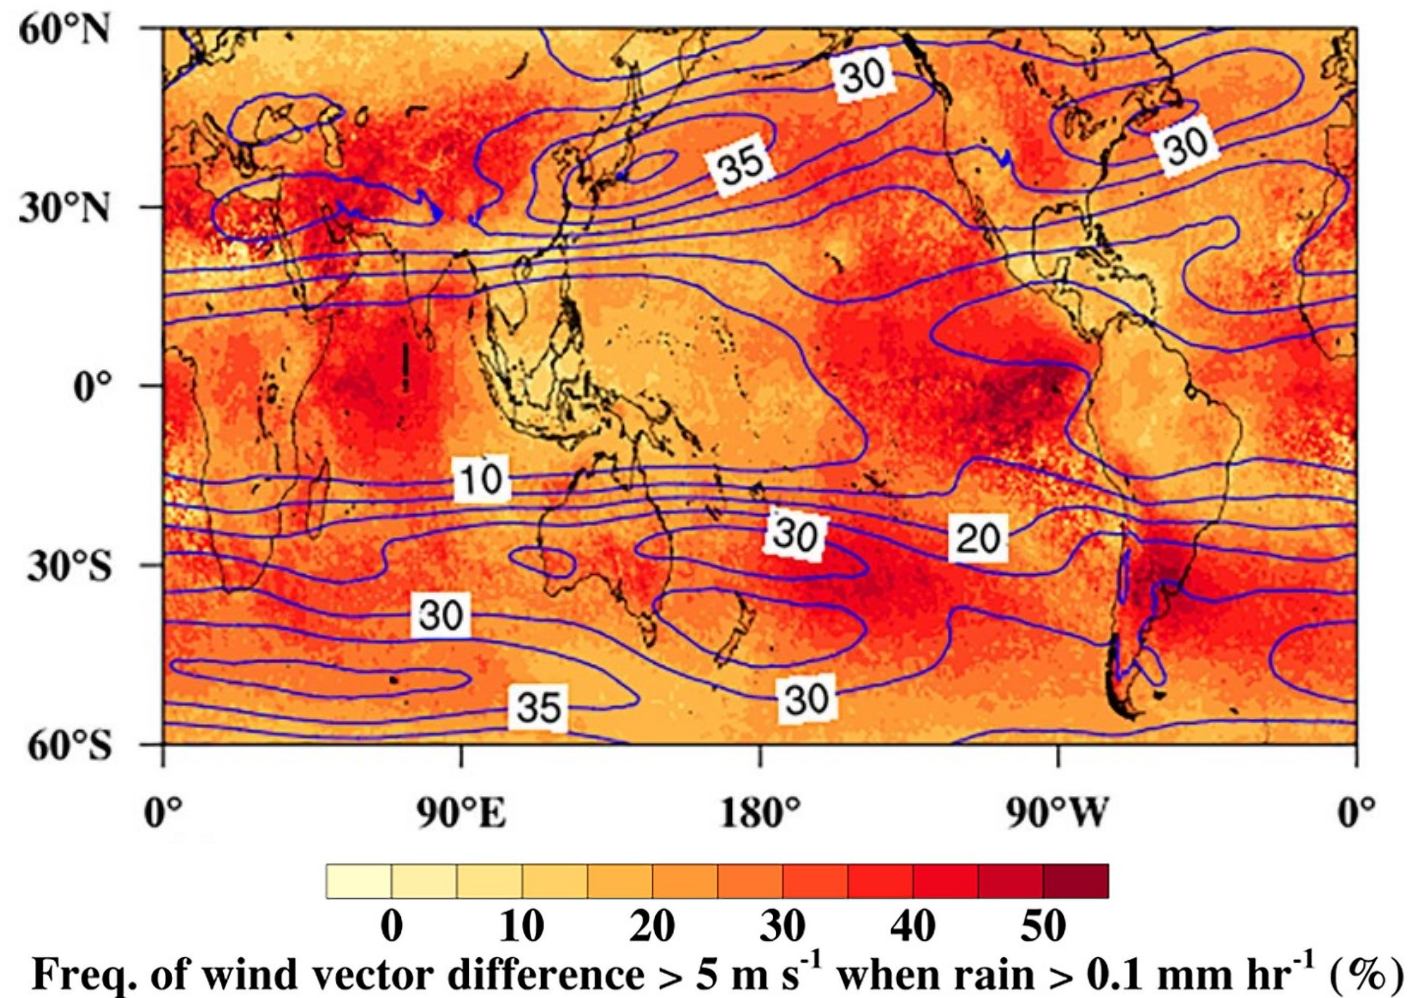 60°N
30
35
30
30°N
0°
10
30
20
30°S
30
30
35
60°S
0° 90°E 180° 90°W 0°
0 10 20 30 40 50
Freq. of wind vector difference > 5 m s⁻¹ when rain > 0.1 mm hr⁻¹ (%)